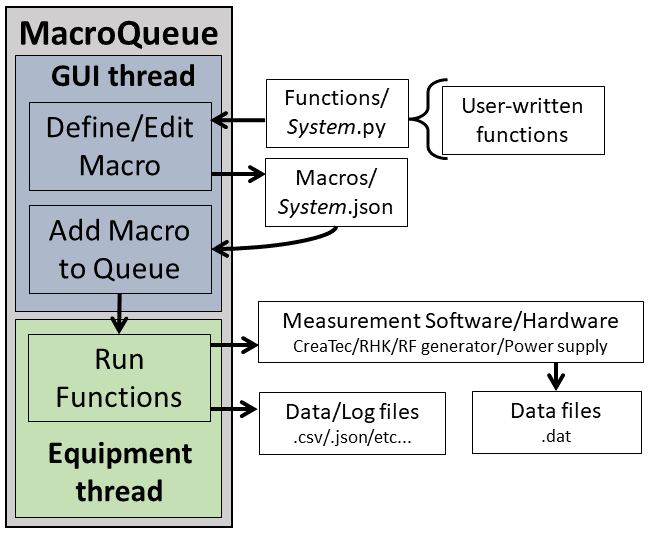 MacroQueue
GUI thread
Define/Edit
Macro
Functions/
System.py
User-written
functions
Macros/
System.json
Add Macro
to Queue
Run
Functions
Measurement Software/Hardware
CreaTec/RHK/RF generator/Power supply
Data/Log files
.csv/.json/etc...
Data files
.dat
Equipment
thread